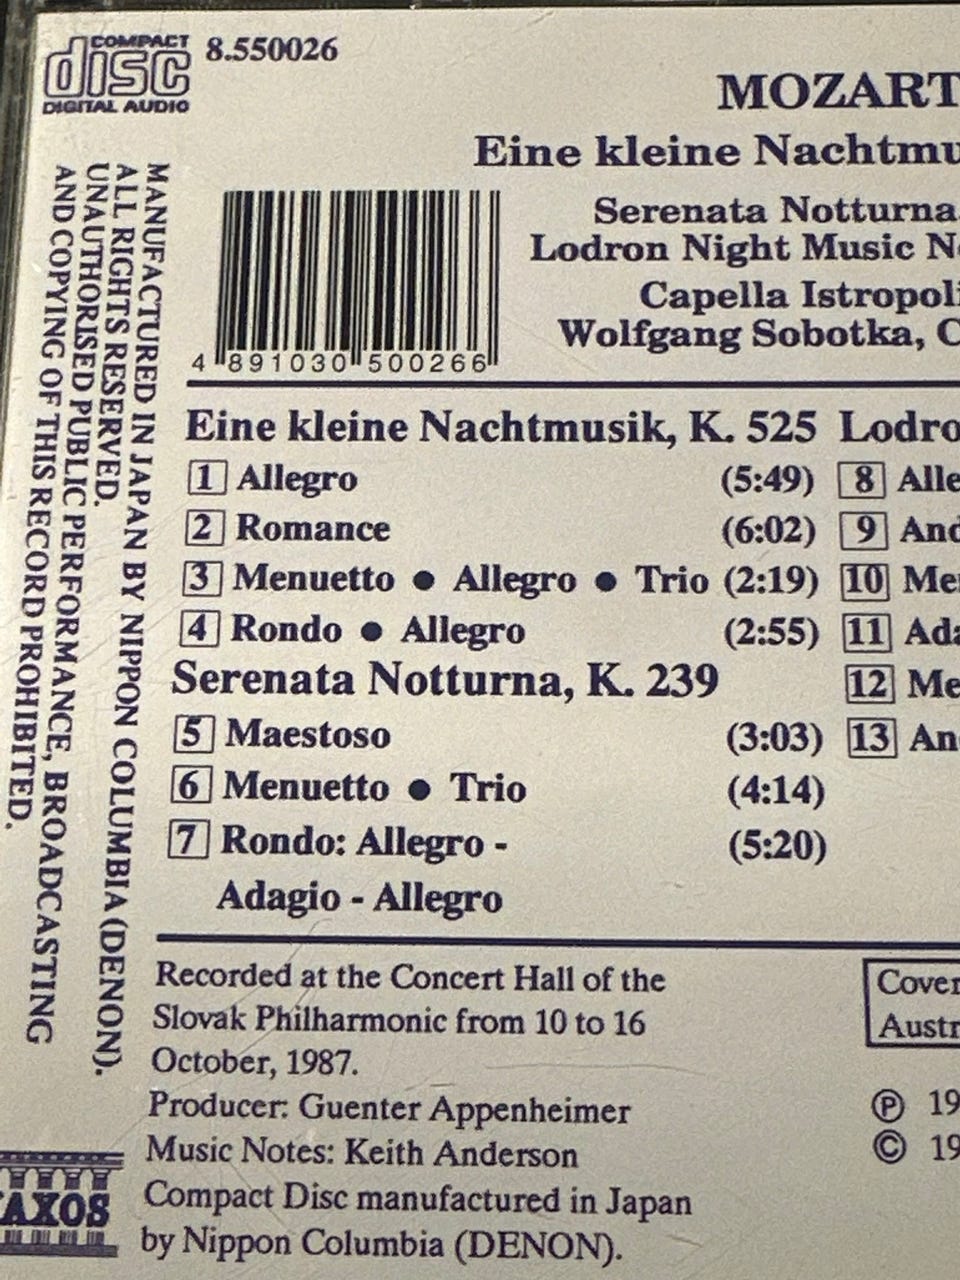 COMPACT
disc
DIGITAL AUDIO
8.550026
MOZART
Eine kleine Nachtmu
Serenata Notturna
Lodron Night Music N
Capella Istropoli
Wolfgang Sobotka, C
4 891030 500266
MANUFACTURED IN JAPAN BY NIPPON COLUMBIA (DENON).
ALL RIGHTS RESERVED.
UNAUTHORISED PUBLIC PERFORMANCE, BROADCASTING
AND COPYING OF THIS RECORD PROHIBITED.
Eine kleine Nachtmusik, K. 525
1 Allegro (5:49)
2 Romance (6:02)
3 Menuetto ● Allegro ● Trio (2:19)
4 Rondo ● Allegro (2:55)
Serenata Notturna, K. 239
5 Maestoso (3:03)
6 Menuetto ● Trio (4:14)
7 Rondo: Allegro - (5:20)
Adagio - Allegro
Lodro
8 Alle
9 And
10 Me
11 Ada
12 Me
13 An
Recorded at the Concert Hall of the
Slovak Philharmonic from 10 to 16
October, 1987.
Producer: Guenter Appenheimer
Music Notes: Keith Anderson
Compact Disc manufactured in Japan
by Nippon Columbia (DENON).
Cover
Austr
℗ 19
© 19
AXOS